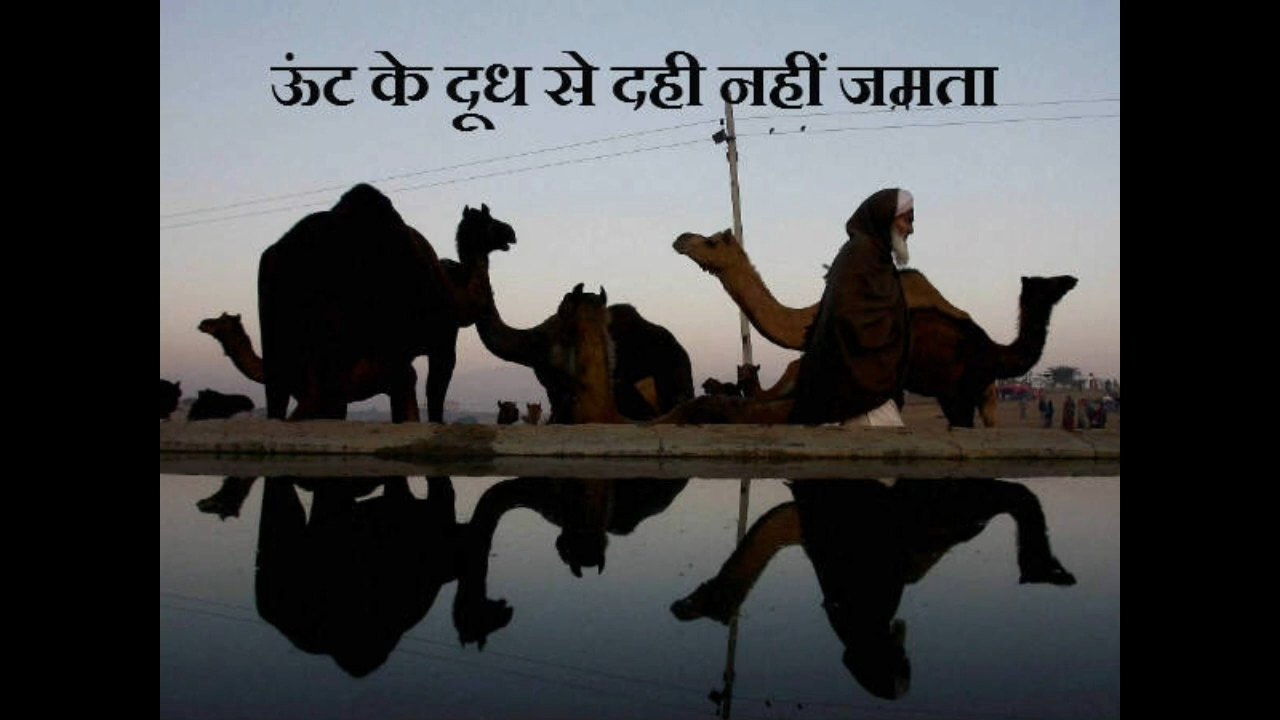 ऊंट के दूध से दही नहीं जमता